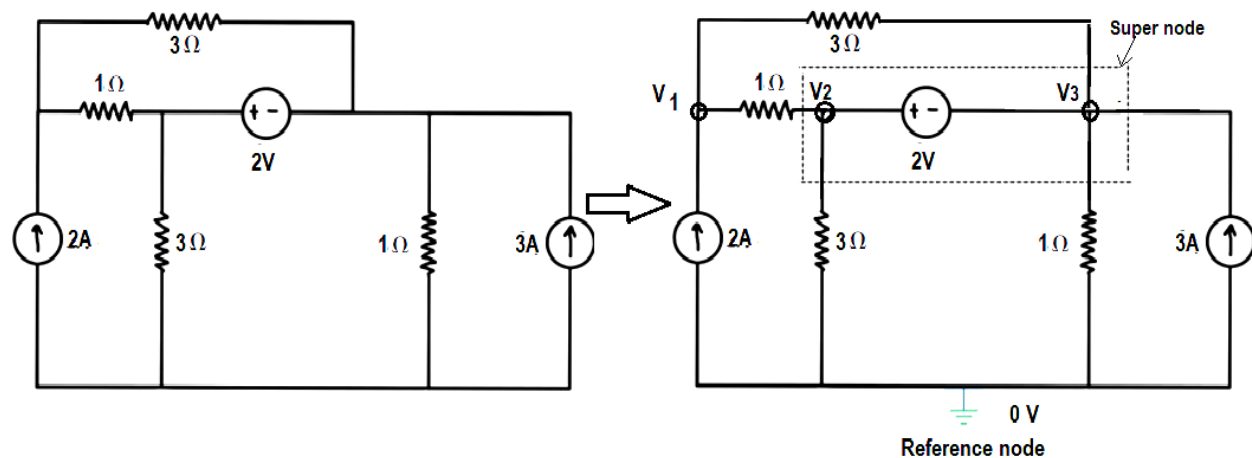 3Ω
1Ω
2V
2A
3Ω
1Ω
3A
Super node
3Ω
V1
1Ω
V2
V3
2V
2A
3Ω
1Ω
3A
0 V
Reference node